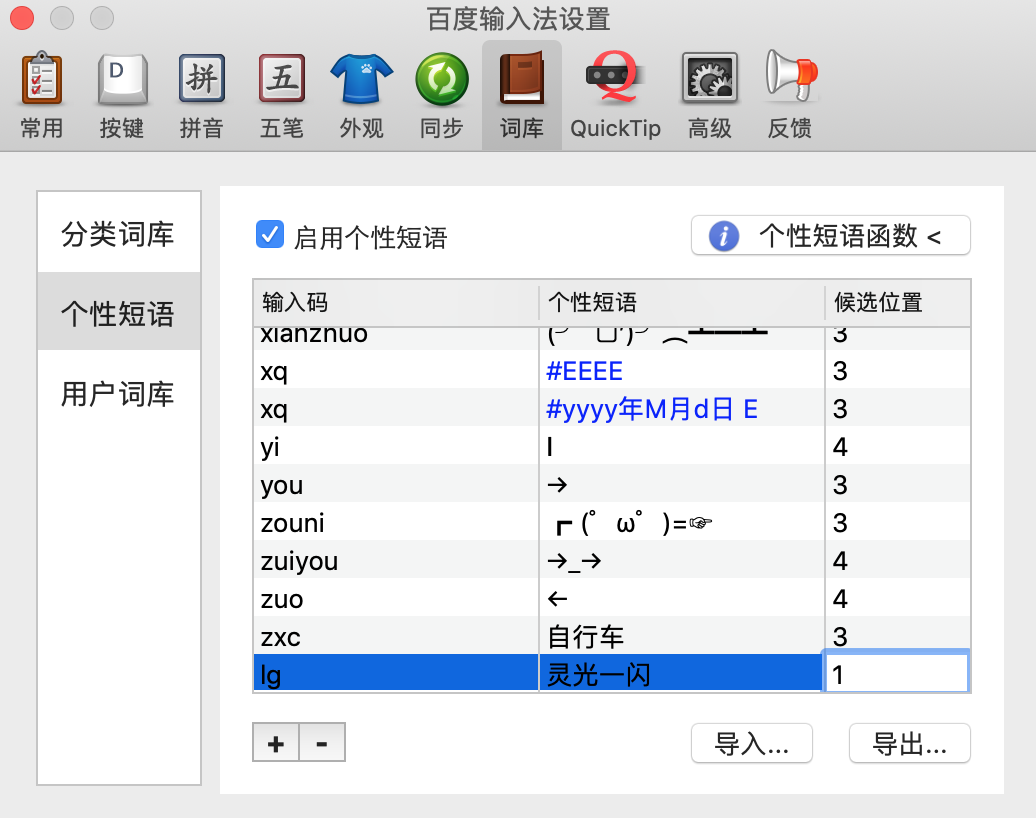 百度输入法设置
D 拼 五
常用 按键 拼音 五笔 外观 同步 词库 QuickTip 高级 反馈
分类词库
个性短语
用户词库
启用个性短语
个性短语函数 <
输入码 个性短语 候选位置
xianzhuo 3
xq #EEEE 3
xq #yyyy年M月d日 E 3
yi I 4
you → 3
zouni ┏ (゜ω゜)=☞ 3
zuiyou →_→ 4
zuo ← 4
zxc 自行车 3
lg 灵光一闪 1
+ -
导入... 导出...